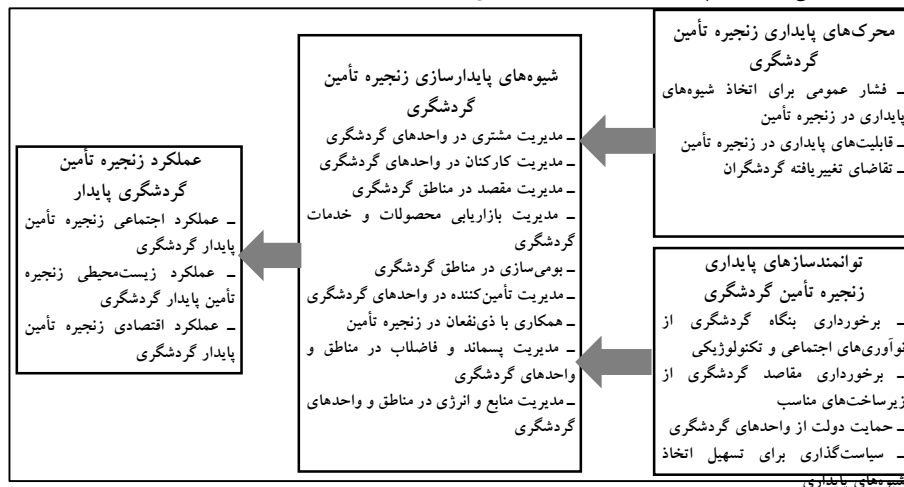 محرک‌های پایداری زنجیره تأمین
گردشگری
ـ فشار عمومی برای اتخاذ شیوه‌های
پایداری در زنجیره تأمین
ـ قابلیت‌های پایداری در زنجیره تأمین
ـ تقاضای تغییریافته گردشگران
توانمندسازهای پایداری
زنجیره تأمین گردشگری
ـ برخورداری بنگاه گردشگری از
نوآوری‌های اجتماعی و تکنولوژیکی
ـ برخورداری مقاصد گردشگری از
زیرساخت‌های مناسب
ـ حمایت دولت از واحدهای گردشگری
ـ سیاست‌گذاری برای تسهیل اتخاذ
شیوه‌های پایداری
شیوه‌های پایدارسازی زنجیره تأمین
گردشگری
ـ مدیریت مشتری در واحدهای گردشگری
ـ مدیریت کارکنان در واحدهای گردشگری
ـ مدیریت مقصد در مناطق گردشگری
ـ مدیریت بازاریابی محصولات و خدمات
گردشگری
ـ بومی‌سازی در مناطق گردشگری
ـ مدیریت تأمین‌کننده در واحدهای گردشگری
ـ همکاری با ذی‌نفعان در زنجیره تأمین
ـ مدیریت پسماند و فاضلاب در مناطق و
واحدهای گردشگری
ـ مدیریت منابع و انرژی در مناطق و واحدهای
گردشگری
عملکرد زنجیره تأمین
گردشگری پایدار
ـ عملکرد اجتماعی زنجیره تأمین
پایدار گردشگری
ـ عملکرد زیست‌محیطی زنجیره
تأمین پایدار گردشگری
ـ عملکرد اقتصادی زنجیره تأمین
پایدار گردشگری